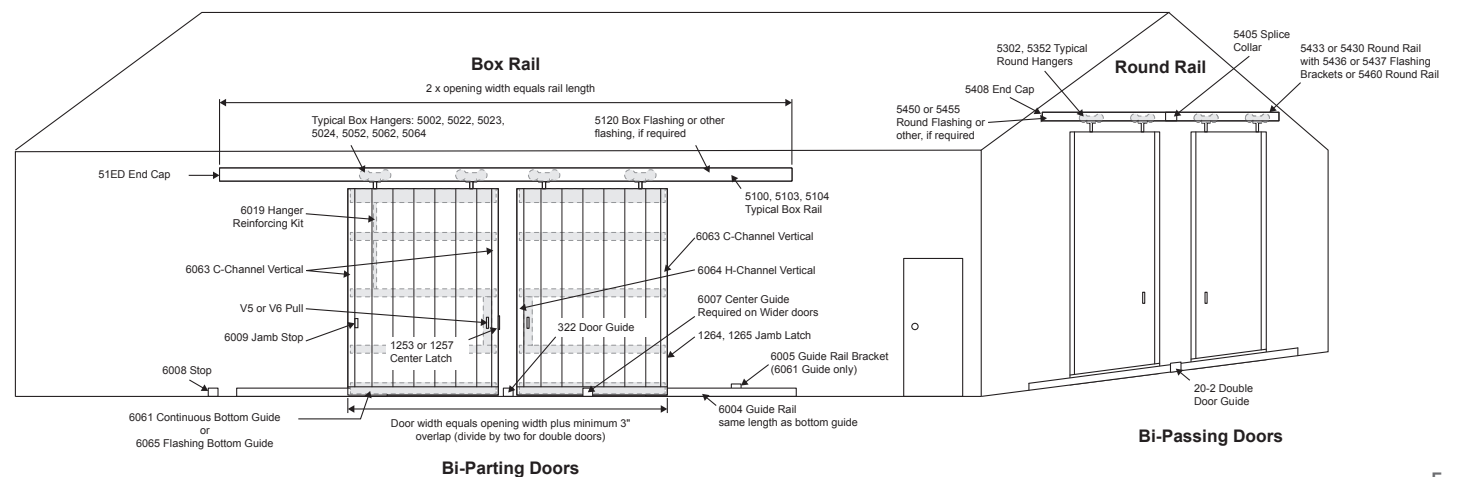 Box Rail
2 x opening width equals rail length
Typical Box Hangers: 5002, 5022, 5023,
5024, 5052, 5062, 5064
5120 Box Flashing or other
flashing, if required
51ED End Cap
5100, 5103, 5104
Typical Box Rail
6019 Hanger
Reinforcing Kit
6063 C-Channel Vertical
6063 C-Channel Vertical
6064 H-Channel Vertical
V5 or V6 Pull
6007 Center Guide
Required on Wider doors
322 Door Guide
6009 Jamb Stop
1253 or 1257
Center Latch
1264, 1265 Jamb Latch
6008 Stop
6005 Guide Rail Bracket
(6061 Guide only)
6061 Continuous Bottom Guide
or
6065 Flashing Bottom Guide
Door width equals opening width plus minimum 3"
overlap (divide by two for double doors)
6004 Guide Rail
same length as bottom guide
Bi-Parting Doors
5302, 5352 Typical
Round Hangers
Round Rail
5405 Splice
Collar
5433 or 5430 Round Rail
with 5436 or 5437 Flashing
Brackets or 5460 Round Rail
5408 End Cap
5450 or 5455
Round Flashing or
other, if required
20-2 Double
Door Guide
Bi-Passing Doors